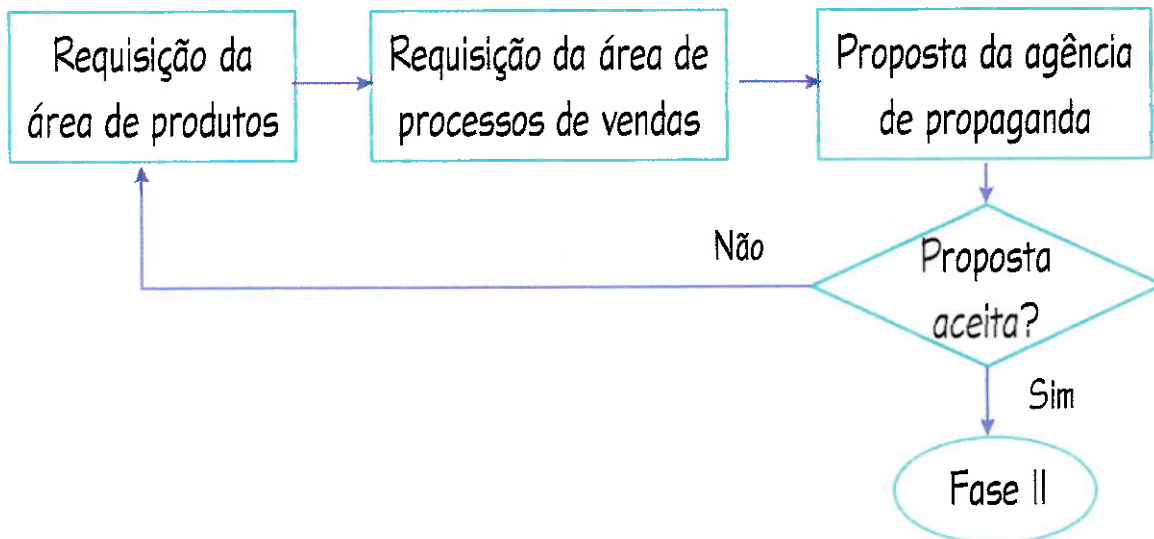 Requisição da
área de produtos
Requisição da área de
processos de vendas
Proposta da agência
de propaganda
Não
Proposta
aceita?
Sim
Fase II